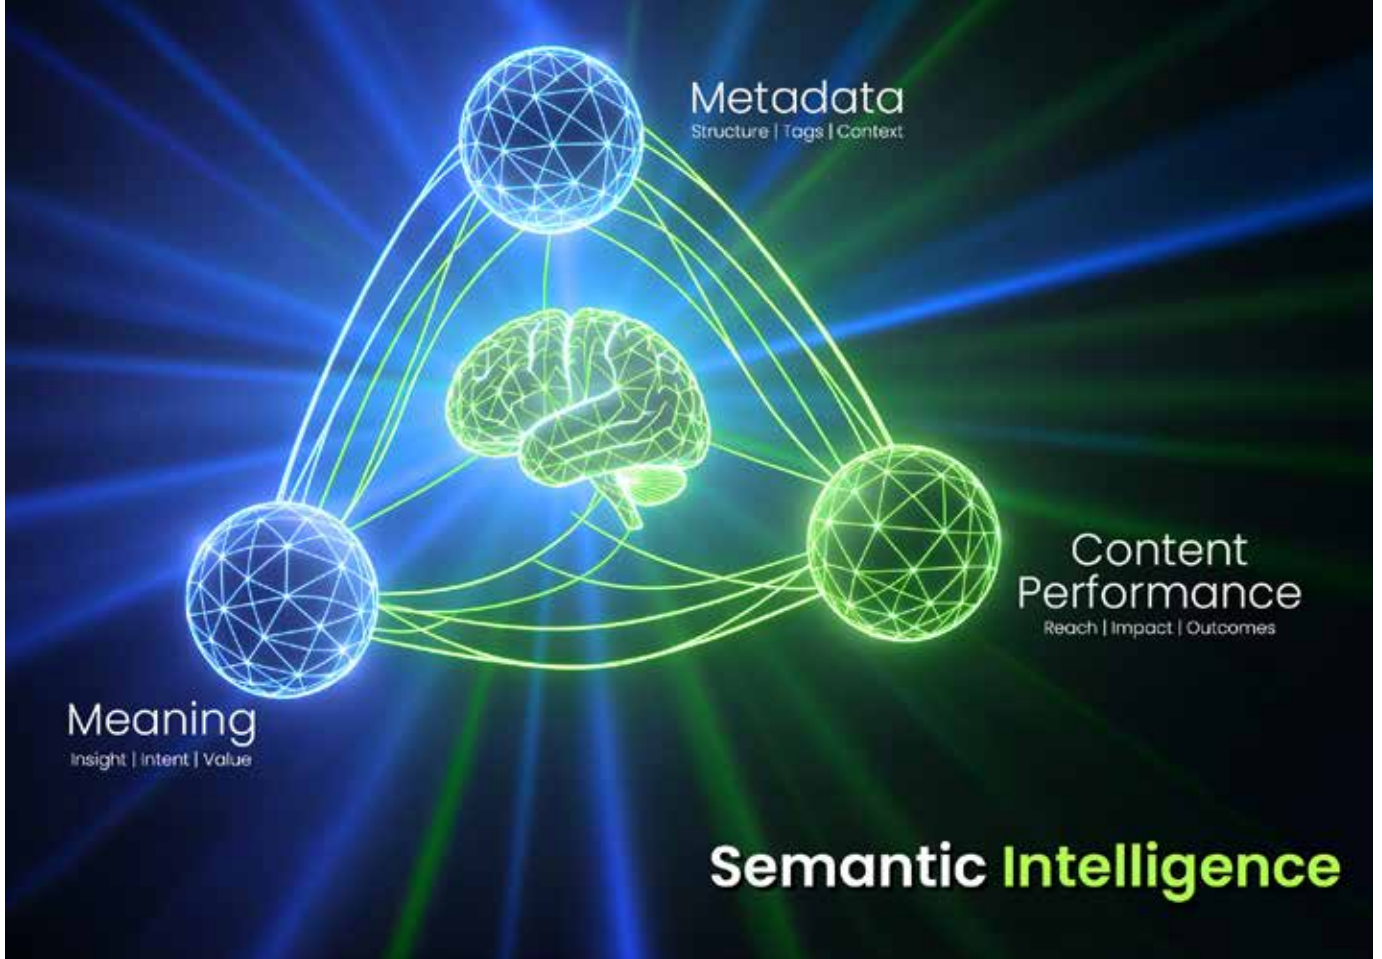 Metadata
Structure | Tags | Context
Content
Performance
Reach | Impact | Outcomes
Meaning
Insight | Intent | Value
Semantic Intelligence